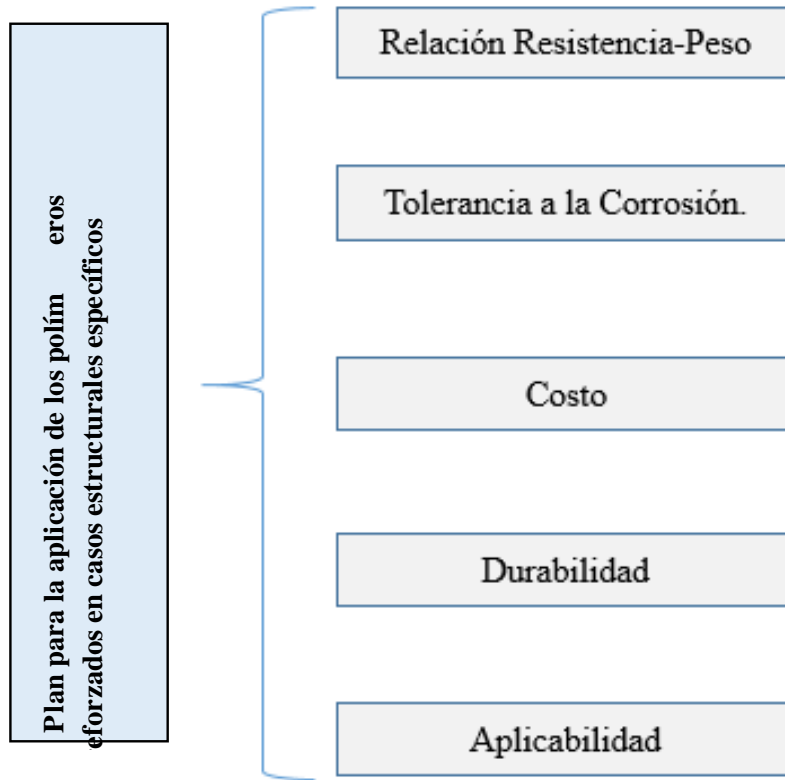 Plan para la aplicación de los polím eros
eforzados en casos estructurales específicos
Relación Resistencia-Peso
Tolerancia a la Corrosión.
Costo
Durabilidad
Aplicabilidad